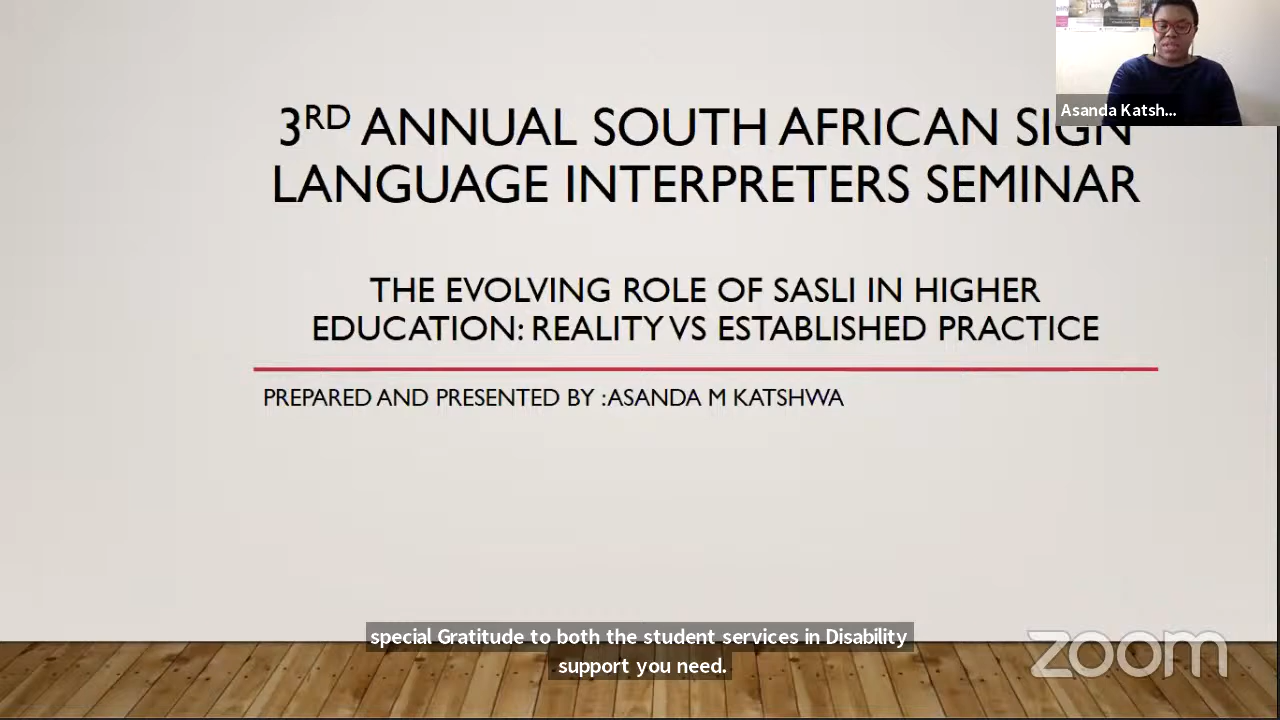 Asanda Katsh...
3RD ANNUAL SOUTH AFRICAN SIGN
LANGUAGE INTERPRETERS SEMINAR
THE EVOLVING ROLE OF SASLI IN HIGHER
EDUCATION: REALITY VS ESTABLISHED PRACTICE
PREPARED AND PRESENTED BY :ASANDA M KATSHWA
special Gratitude to both the student services in Disability
support you need.
zoom